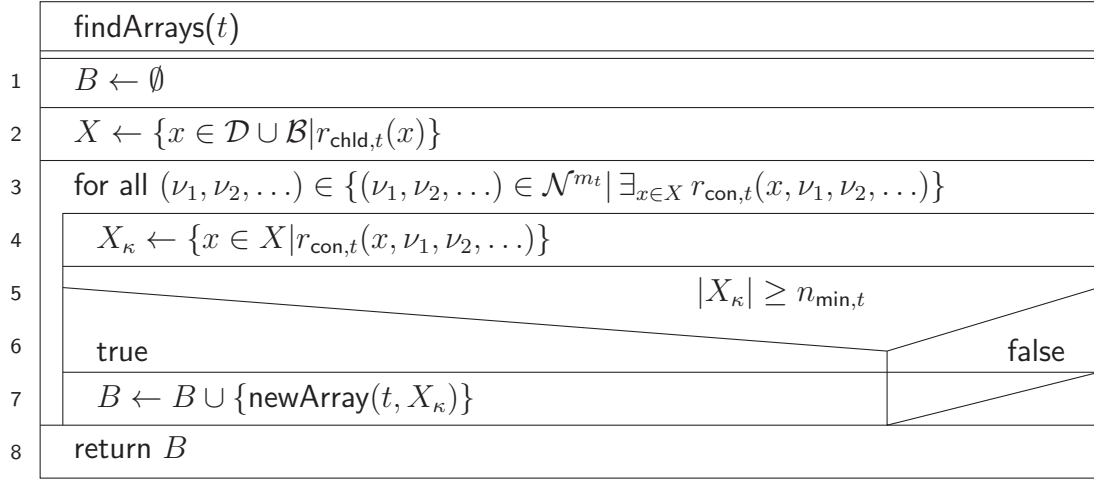 findArrays(t)
1 B ← ∅
2 X ← {x ∈ 𝒟 ∪ ℬ|r_chld,t(x)}
3 for all (ν₁, ν₂, …) ∈ {(ν₁, ν₂, …) ∈ 𝒩^{m_t}| ∃_{x∈X} r_con,t(x, ν₁, ν₂, …)}
4 X_κ ← {x ∈ X|r_con,t(x, ν₁, ν₂, …)}
5 |X_κ| ≥ n_min,t
6 true false
7 B ← B ∪ {newArray(t, X_κ)}
8 return B